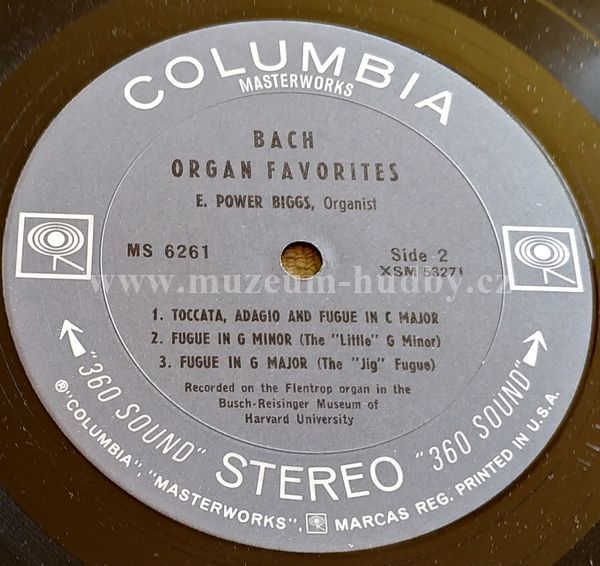 COLUMBIA
MASTERWORKS
BACH
ORGAN FAVORITES
E. POWER BIGGS, Organist
MS 6261
Side 2
XSM 53271
www.muzeum-hudby.cz
1. TOCCATA, ADAGIO AND FUGUE IN C MAJOR
2. FUGUE IN G MINOR (The "Little" G Minor)
3. FUGUE IN G MAJOR (The "Jig" Fugue)
Recorded on the Flentrop organ in the
Busch-Reisinger Museum of
Harvard University
"360 SOUND" STEREO "360 SOUND"
®"COLUMBIA", "MASTERWORKS", MARCAS REG. PRINTED IN U.S.A.